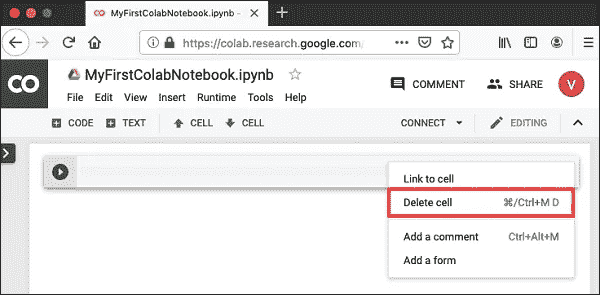 CO MyFirstColabNotebook.ipynb - C
https://colab.research.google.com/
CO
MyFirstColabNotebook.ipynb
COMMENT
SHARE
V
File Edit View Insert Runtime Tools Help
CODE TEXT CELL CELL CONNECT EDITING
Link to cell
Delete cell ⌘/Ctrl+M D
Add a comment Ctrl+Alt+M
Add a form